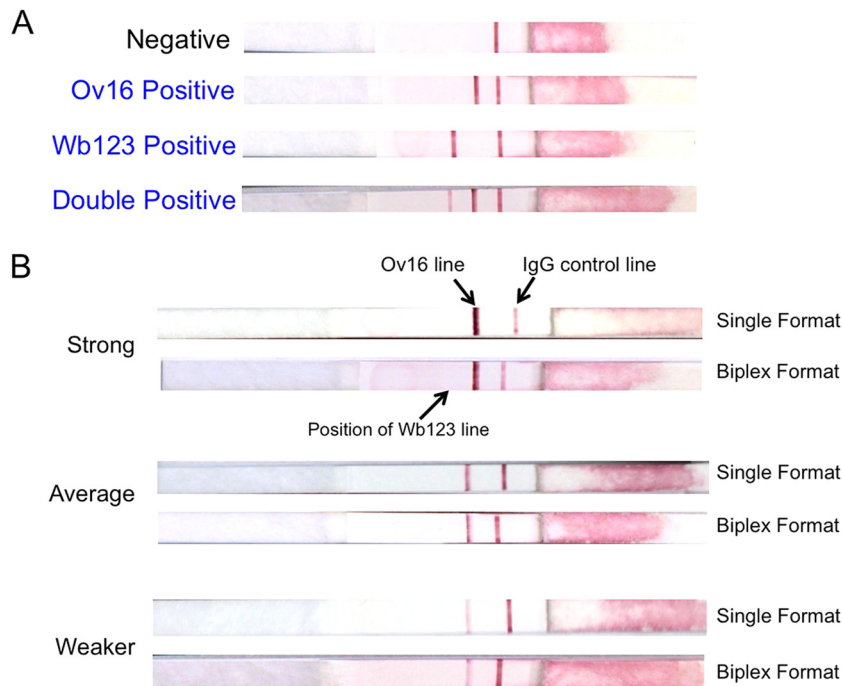 A
Negative
Ov16 Positive
Wb123 Positive
Double Positive
B
Ov16 line
IgG control line
Strong
Single Format
Biplex Format
Position of Wb123 line
Average
Single Format
Biplex Format
Weaker
Single Format
Biplex Format